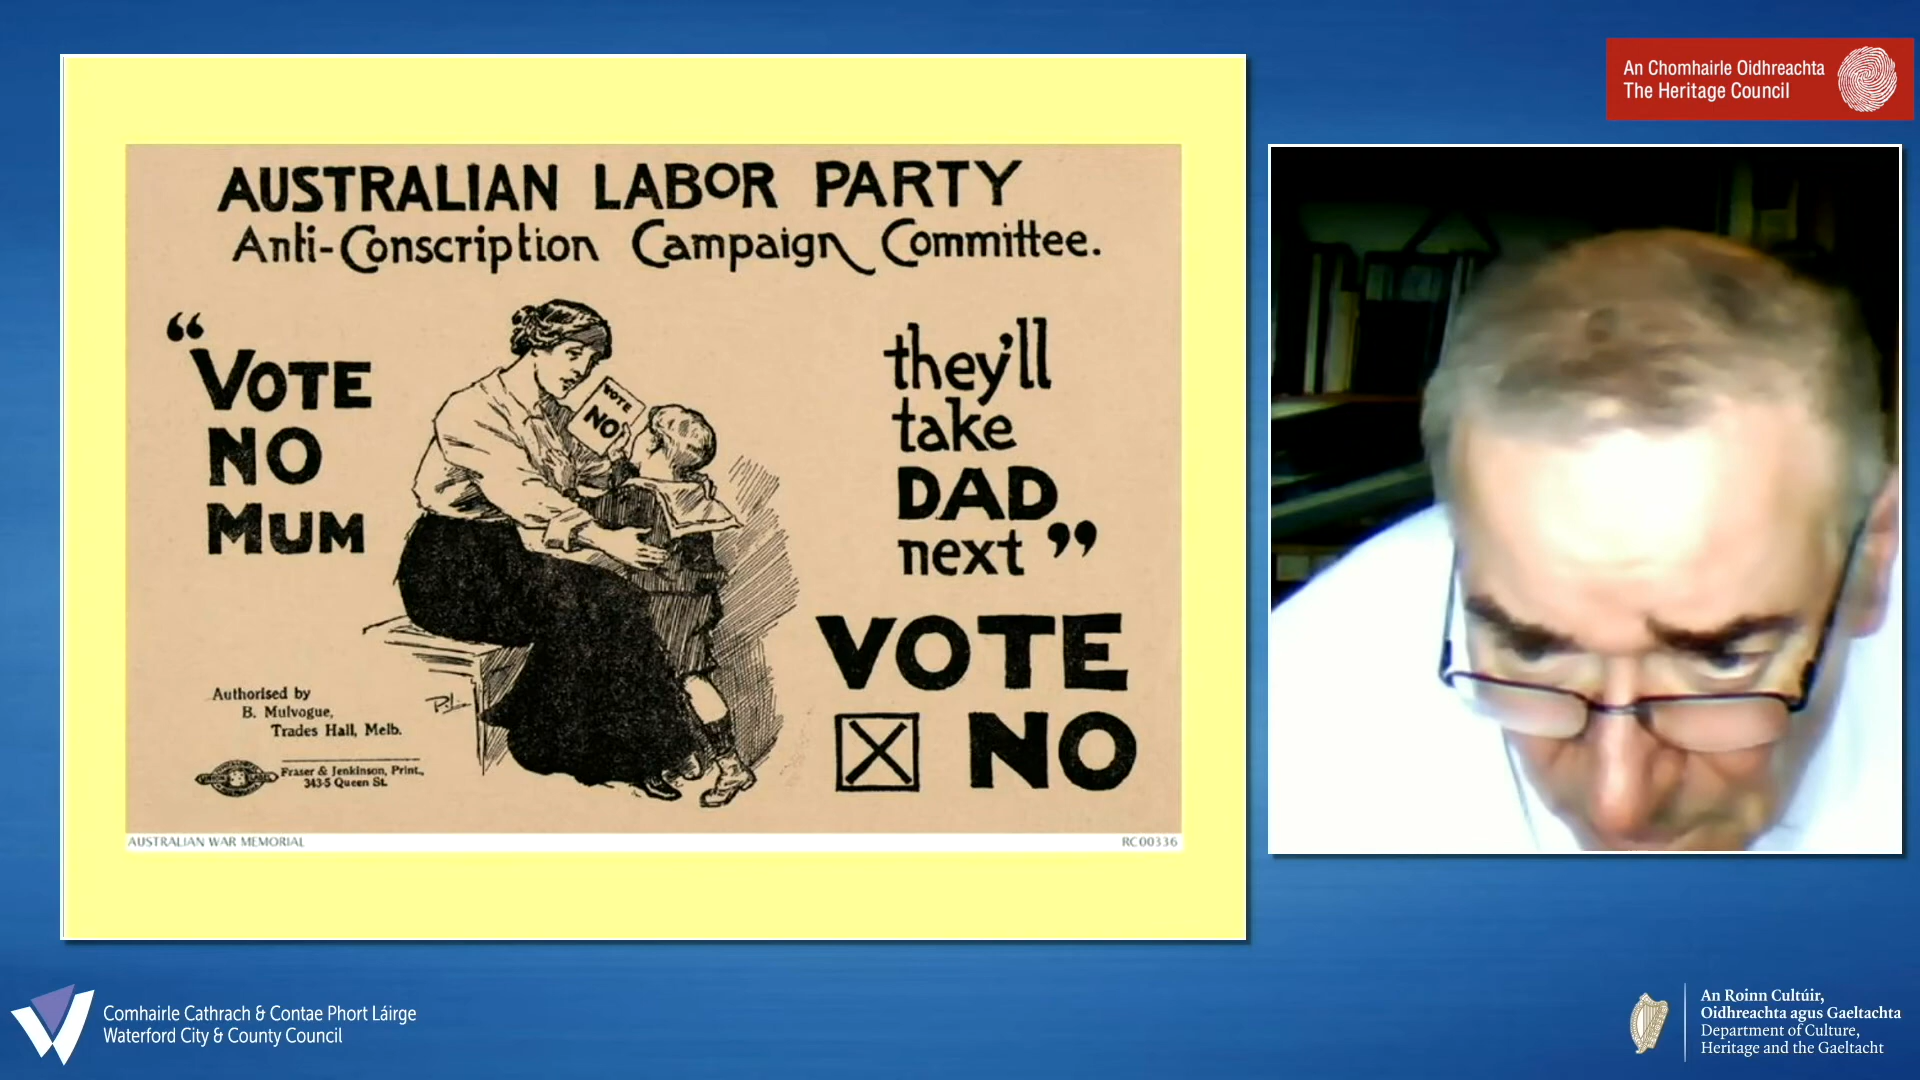 An Chomhairle Oidhreachta
The Heritage Council
AUSTRALIAN LABOR PARTY
Anti-Conscription Campaign Committee.
“VOTE
NO
MUM
VOTE
NO
they'll
take
DAD
next”
VOTE
NO
Authorised by
B. Mulvogue,
Trades Hall, Melb.
UNION LABEL
Fraser & Jenkinson, Print.,
343-5 Queen St.
AUSTRALIAN WAR MEMORIAL
RC00336
Comhairle Cathrach & Contae Phort Láirge
Waterford City & County Council
An Roinn Cultúir,
Oidhreachta agus Gaeltachta
Department of Culture,
Heritage and the Gaeltacht